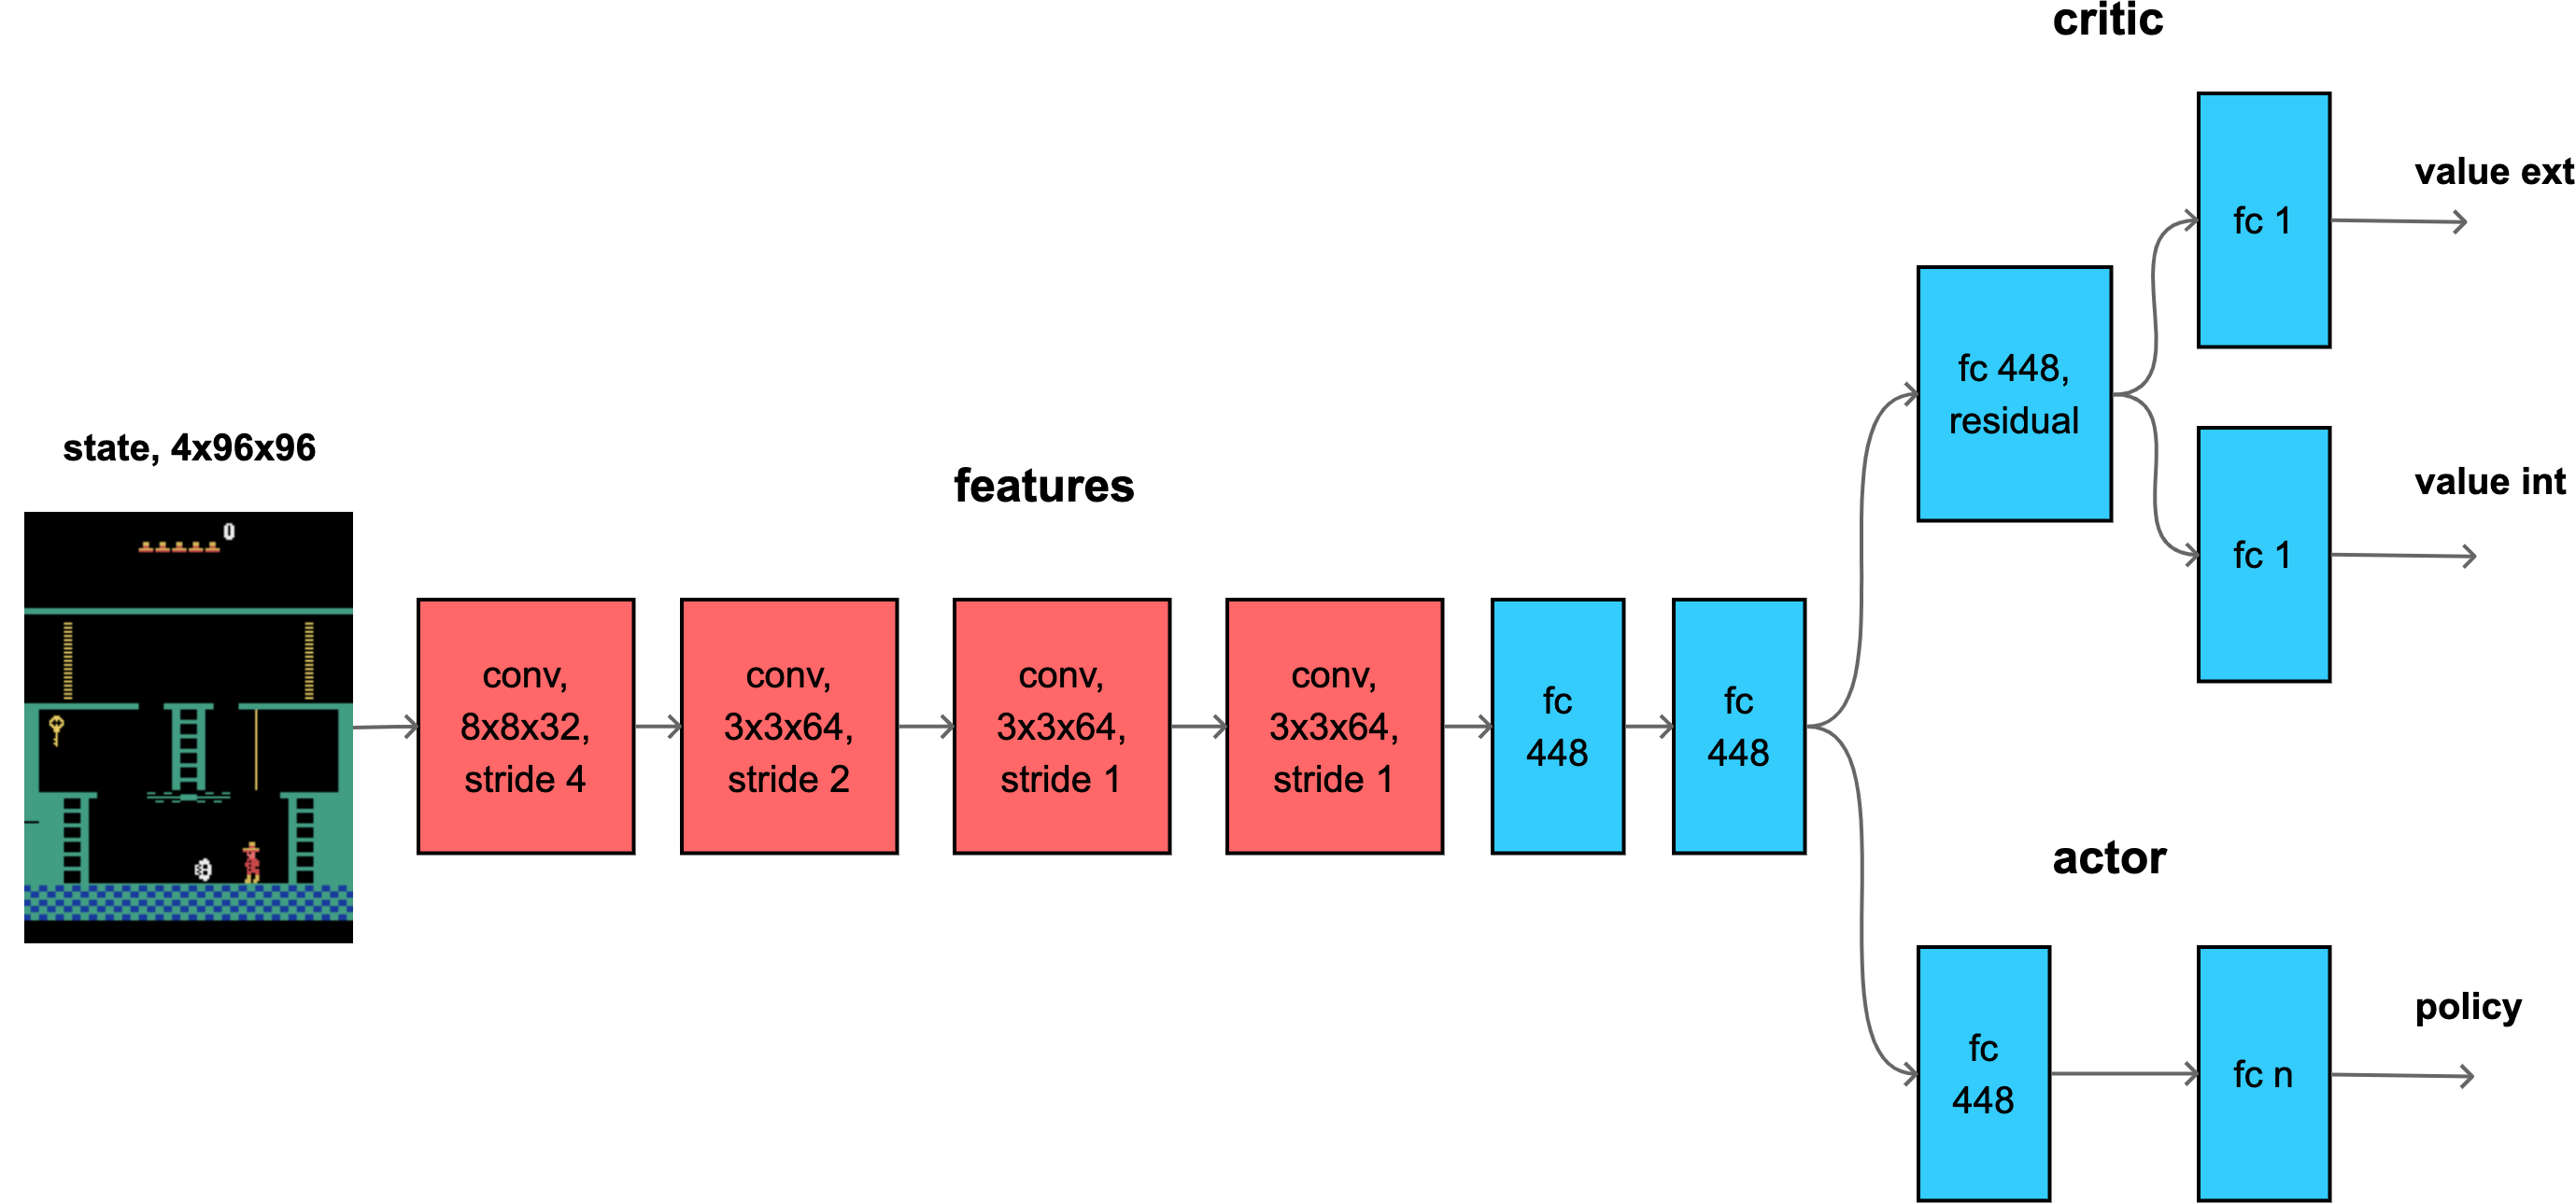 critic
value ext
fc 1
fc 448,
residual
value int
fc 1
state, 4x96x96
features
0
conv,
8x8x32,
stride 4
conv,
3x3x64,
stride 2
conv,
3x3x64,
stride 1
conv,
3x3x64,
stride 1
fc
448
fc
448
actor
policy
fc
448
fc n